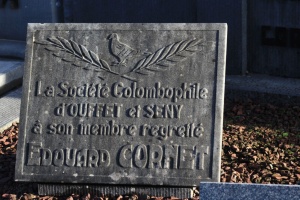 La Société Colombophile
d'OUFFET et SENY
à son membre regretté
EDOUARD CORNET